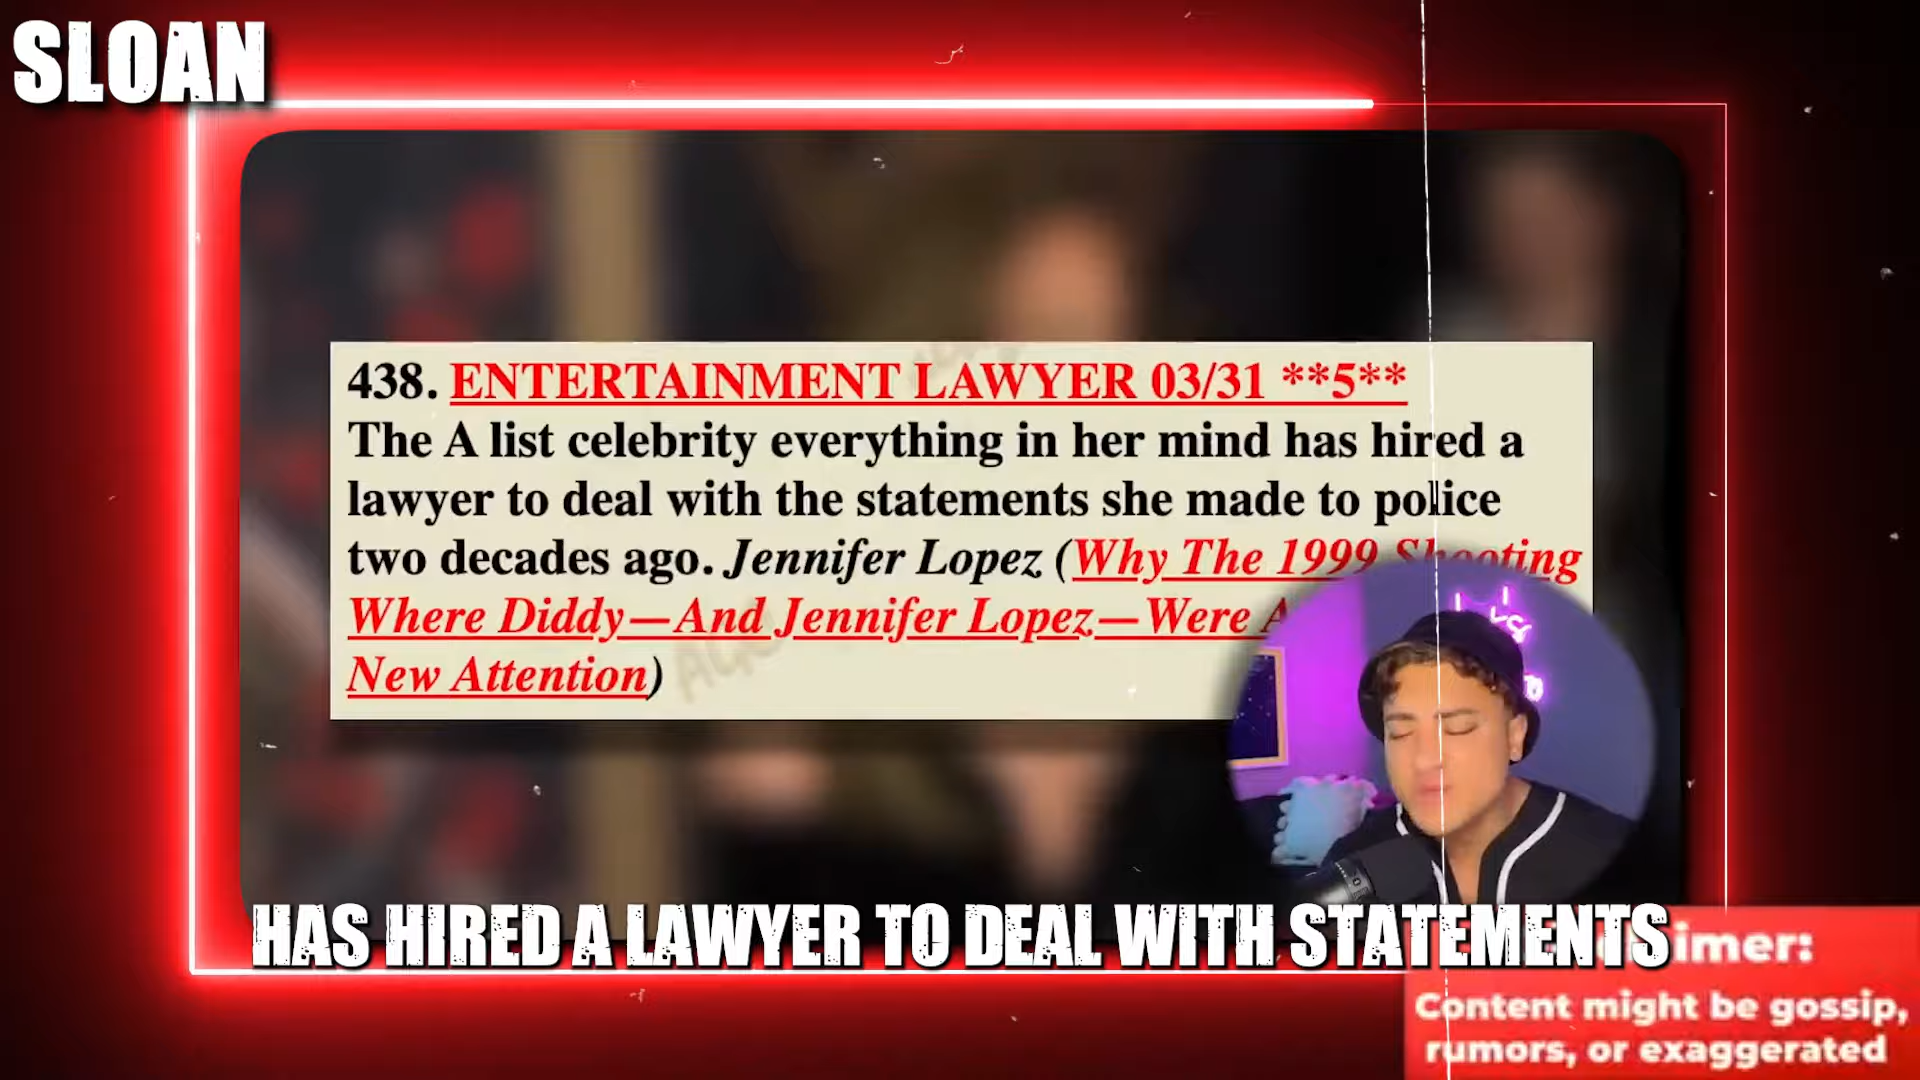 SLOAN
438. ENTERTAINMENT LAWYER 03/31 **5**
The A list celebrity everything in her mind has hired a
lawyer to deal with the statements she made to police
two decades ago. Jennifer Lopez (Why The 1999 Shooting
Where Diddy—And Jennifer Lopez—Were
New Attention)
HAS HIRED A LAWYER TO DEAL WITH STATEMENTS
imer:
Content might be gossip,
rumors, or exaggerated